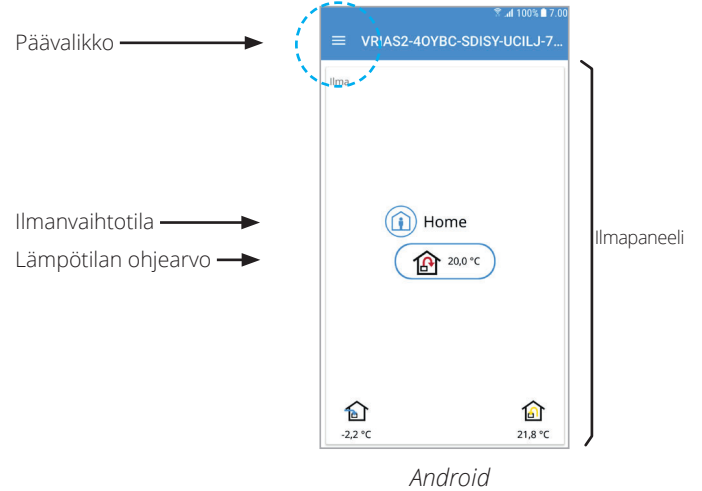 100% 7.00
Päävalikko
VRIAS2-4OYBC-SDISY-UCILJ-7...
Ilma
Ilmanvaihtotila
Home
Ilmapaneeli
Lämpötilan ohjearvo
20,0 °C
-2,2 °C
21,8 °C
Android